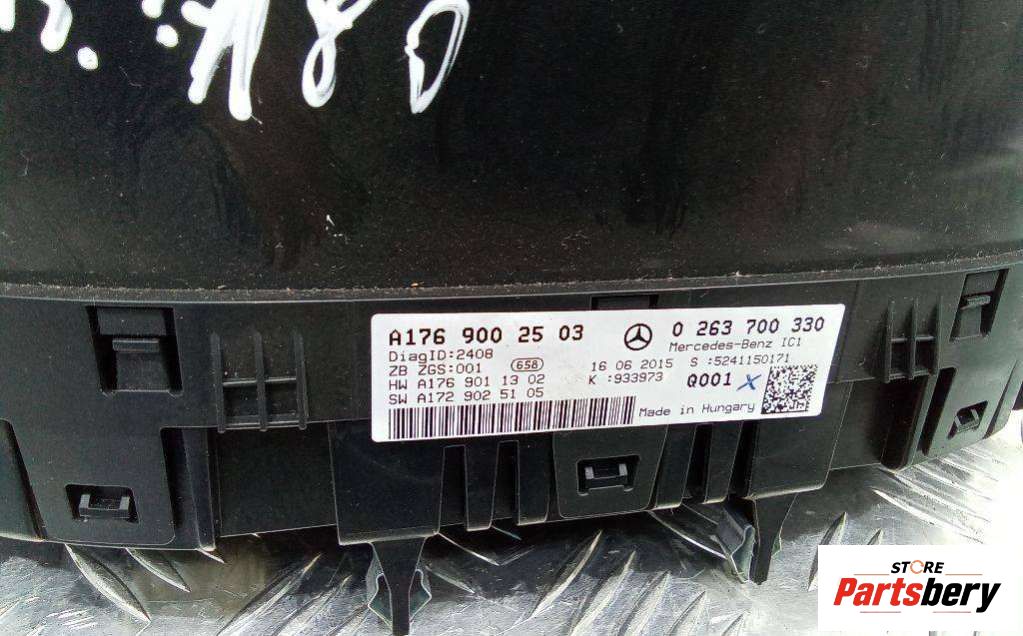 A176 900 25 03
0 263 700 330
DiagID:2408
Mercedes-Benz IC1
ZB ZGS:001
658
16 06 2015
S :5241150171
HW A176 901 13 02
K :933973
Q001 X
SW A172 902 51 05
Made in Hungary
STORE
Partsbery